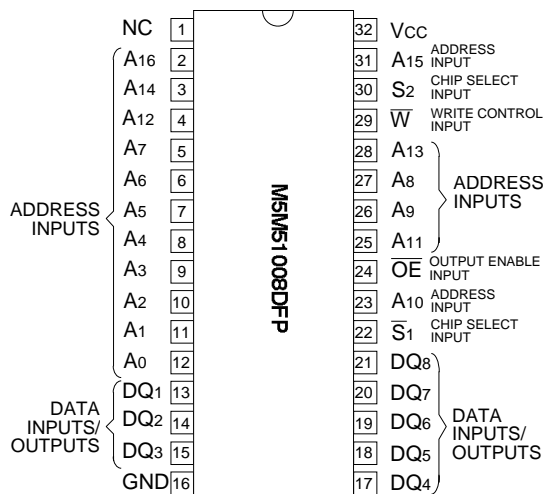 NC 1
A16 2
A14 3
A12 4
A7 5
A6 6
A5 7
A4 8
A3 9
A2 10
A1 11
A0 12
DQ1 13
DQ2 14
DQ3 15
GND 16
ADDRESS
INPUTS
DATA
INPUTS/
OUTPUTS
M5M51008DFP
32 VCC
31 A15 ADDRESS
INPUT
30 S2 CHIP SELECT
INPUT
29 W̅ WRITE CONTROL
INPUT
28 A13
27 A8
26 A9
25 A11
ADDRESS
INPUTS
24 O̅E̅ OUTPUT ENABLE
INPUT
23 A10 ADDRESS
INPUT
22 S̅1 CHIP SELECT
INPUT
21 DQ8
20 DQ7
19 DQ6
18 DQ5
17 DQ4
DATA
INPUTS/
OUTPUTS